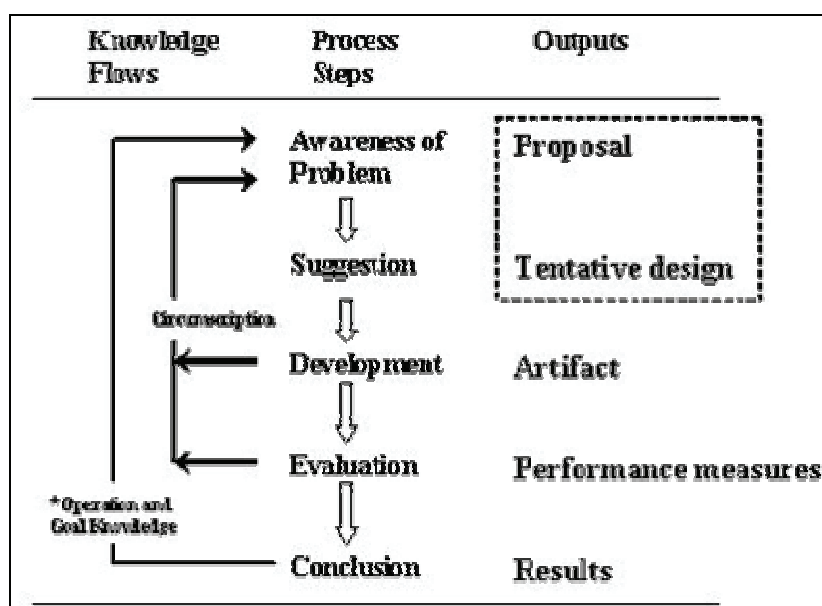 Knowledge Flows
Process Steps
Outputs
Awareness of Problem
Proposal
Suggestion
Tentative design
Circumscription
Development
Artifact
Evaluation
Performance measures
*Operation and
Goal Knowledge
Conclusion
Results